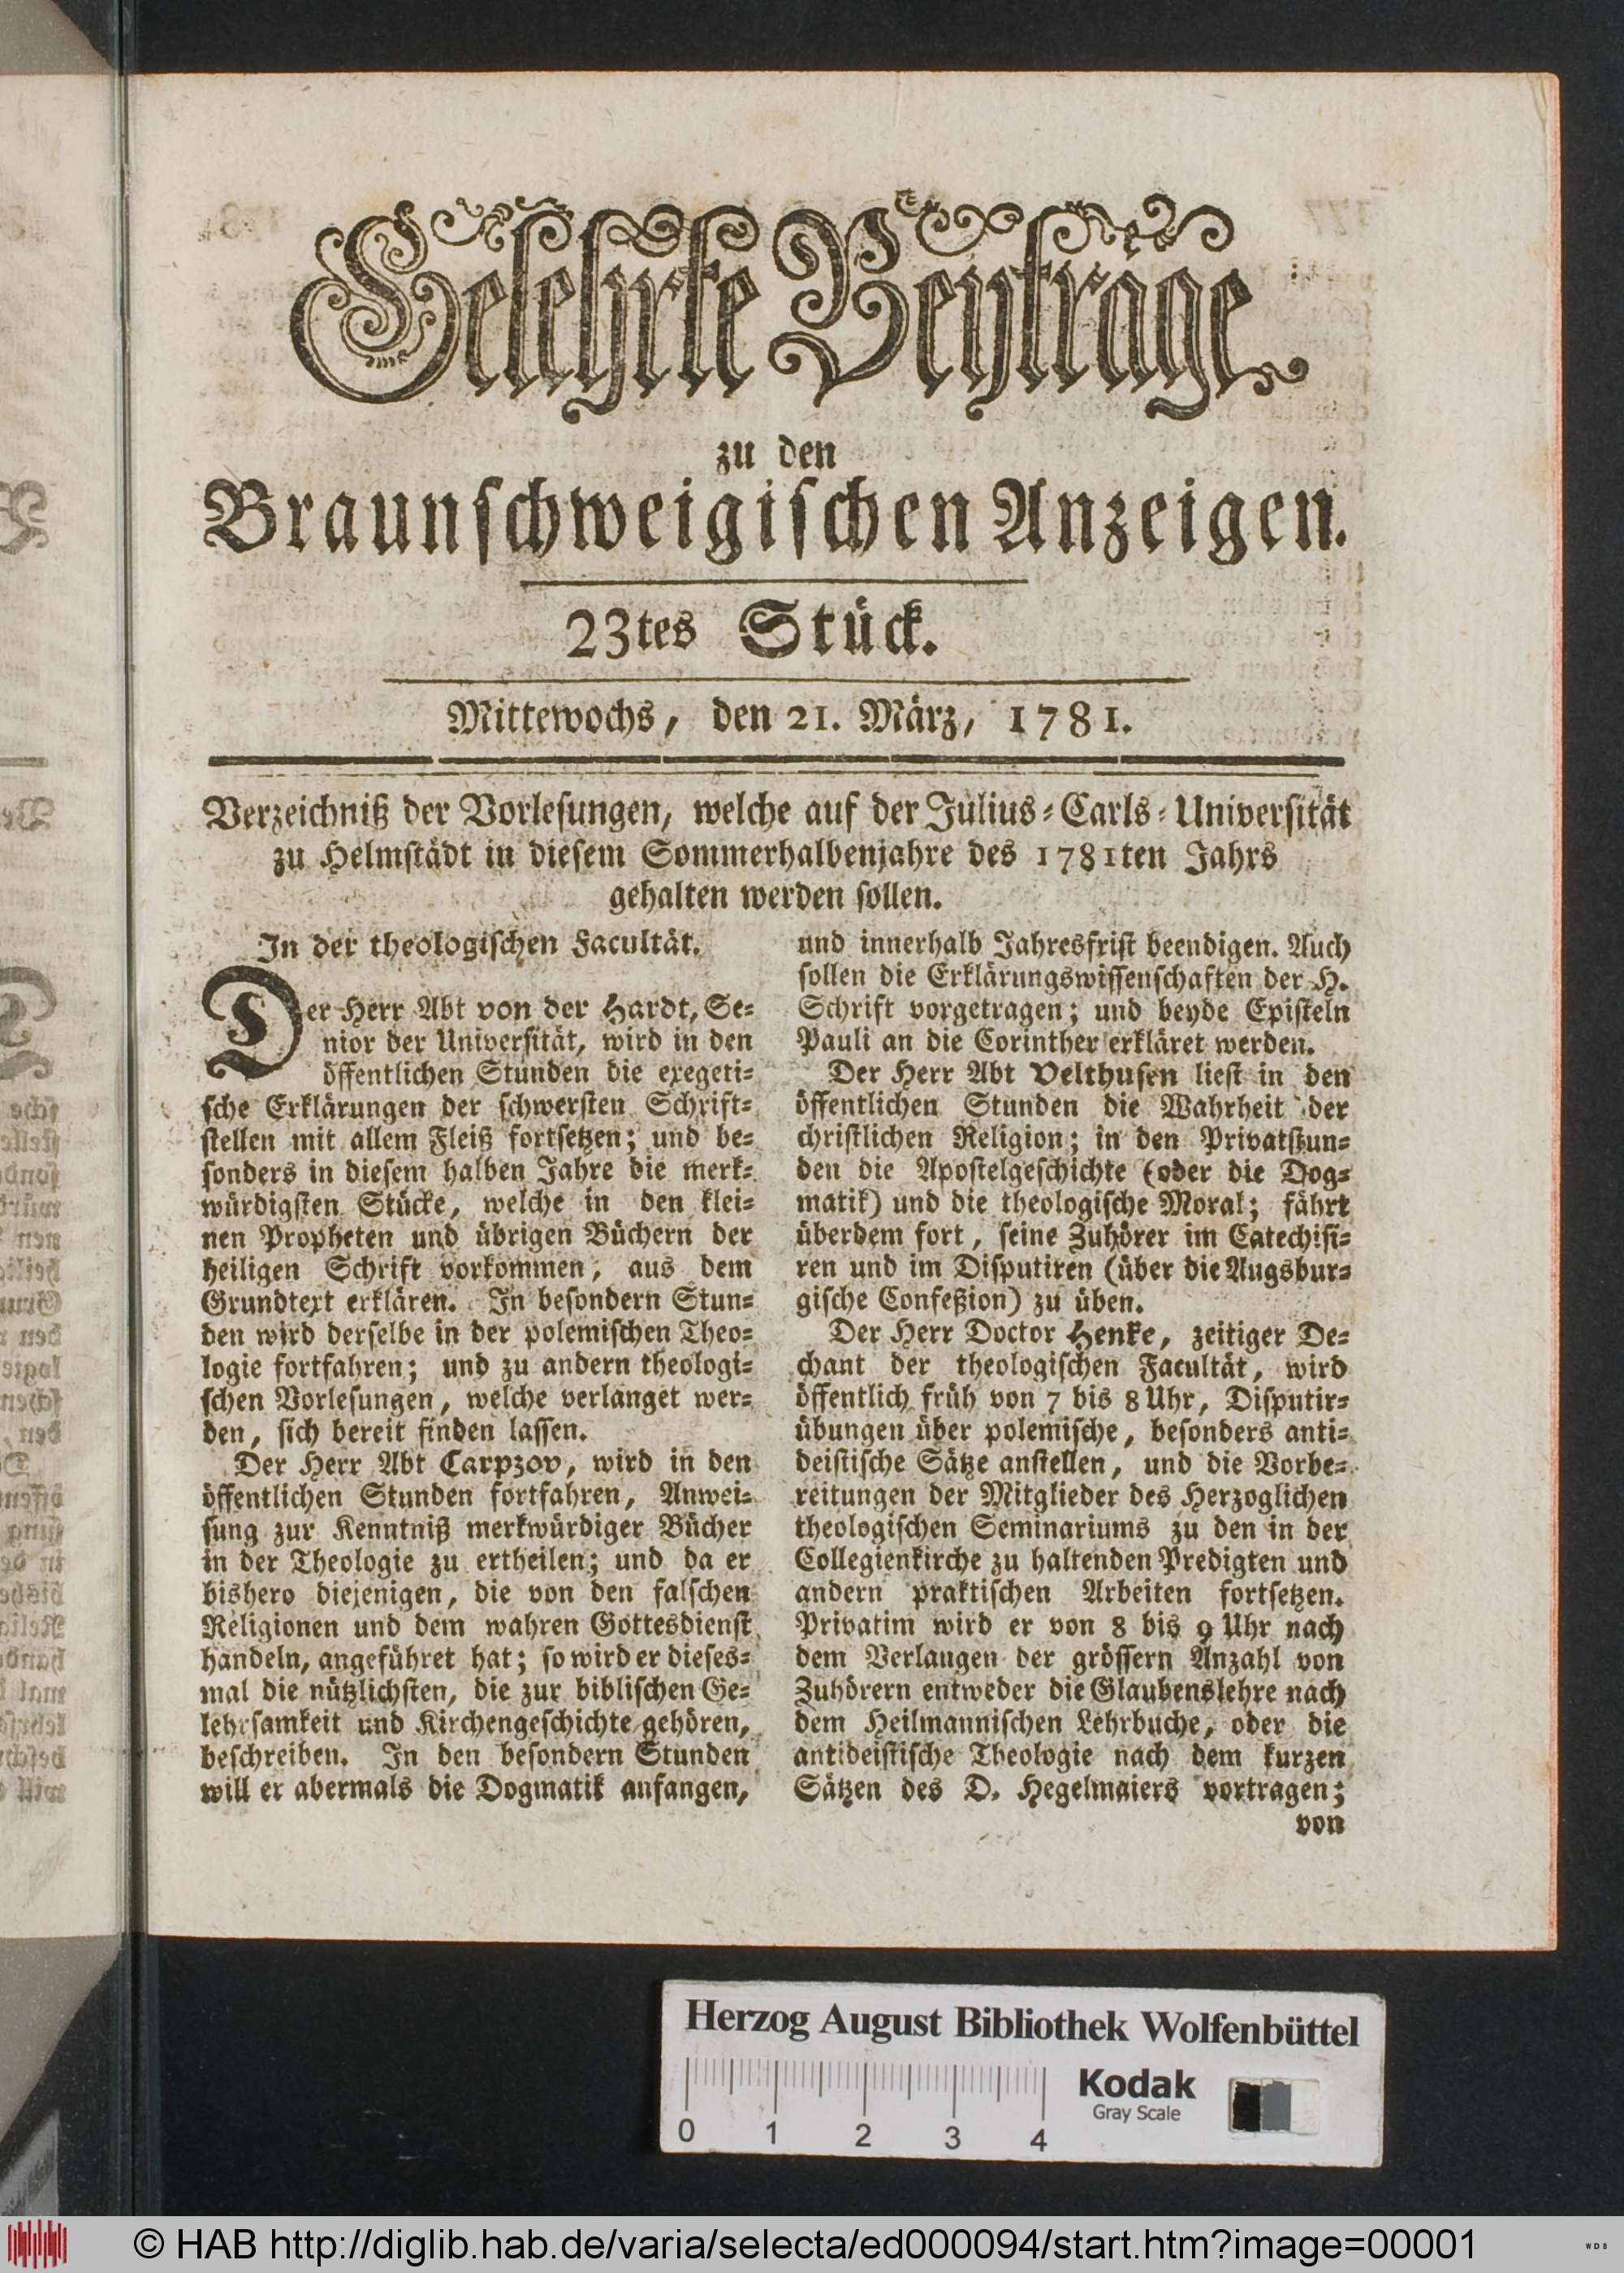 Gelehrte Beyträge
zu den
Braunschweigischen Anzeigen.
23tes Stück.
Mittewochs, den 21. März, 1781.
Verzeichniß der Vorlesungen, welche auf der Julius-Carls-Universität
zu Helmstädt in diesem Sommerhalbenjahre des 1781ten Jahrs
gehalten werden sollen.
In der theologischen Facultät.
Der Herr Abt von der Hardt, Se-
nior der Universität, wird in den
öffentlichen Stunden die exegeti-
sche Erklärungen der schwersten Schrift-
stellen mit allem Fleiß fortsetzen; und be-
sonders in diesem halben Jahre die merk-
würdigsten Stücke, welche in den klei-
nen Propheten und übrigen Büchern der
heiligen Schrift vorkommen, aus dem
Grundtext erklären. In besondern Stun-
den wird derselbe in der polemischen Theo-
logie fortfahren; und zu andern theologi-
schen Vorlesungen, welche verlanget wer-
den, sich bereit finden lassen.
Der Herr Abt Carpzov, wird in den
öffentlichen Stunden fortfahren, Anwei-
sung zur Kenntniß merkwürdiger Bücher
in der Theologie zu ertheilen; und da er
bishero diejenigen, die von den falschen
Religionen und dem wahren Gottesdienst
handeln, angeführet hat; so wird er dieses-
mal die nützlichsten, die zur biblischen Ge-
lehrsamkeit und Kirchengeschichte gehören,
beschreiben. In den besondern Stunden
will er abermals die Dogmatik anfangen,
und innerhalb Jahresfrist beendigen. Auch
sollen die Erklärungswissenschaften der H.
Schrift vorgetragen; und beyde Episteln
Pauli an die Corinther erkläret werden.
Der Herr Abt Velthusen liest in den
öffentlichen Stunden die Wahrheit der
christlichen Religion; in den Privatstun-
den die Apostelgeschichte (oder die Dog-
matik) und die theologische Moral; fährt
überdem fort, seine Zuhörer im Catechisi-
ren und im Disputiren (über die Augsbur-
gische Confeßion) zu üben.
Der Herr Doctor Henke, zeitiger De-
chant der theologischen Facultät, wird
öffentlich früh von 7 bis 8 Uhr, Disputir-
übungen über polemische, besonders anti-
deistische Sätze anstellen, und die Vorbe-
reitungen der Mitglieder des Herzoglichen
theologischen Seminariums zu den in der
Collegienkirche zu haltenden Predigten und
andern praktischen Arbeiten fortsetzen.
Privatim wird er von 8 bis 9 Uhr nach
dem Verlangen der grössern Anzahl von
Zuhörern entweder die Glaubenslehre nach
dem Heilmannischen Lehrbuche, oder die
antideistische Theologie nach dem kurzen
Sätzen des D. Hegelmaiers vortragen;
von
Herzog August Bibliothek Wolfenbüttel
0 1 2 3 4
Kodak
Gray Scale
© HAB http://diglib.hab.de/varia/selecta/ed000094/start.htm?image=00001
WDB